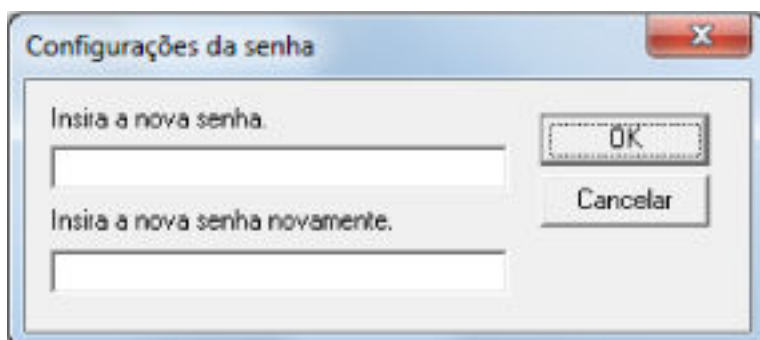 Configurações da senha
Insira a nova senha.
OK
Insira a nova senha novamente.
Cancelar